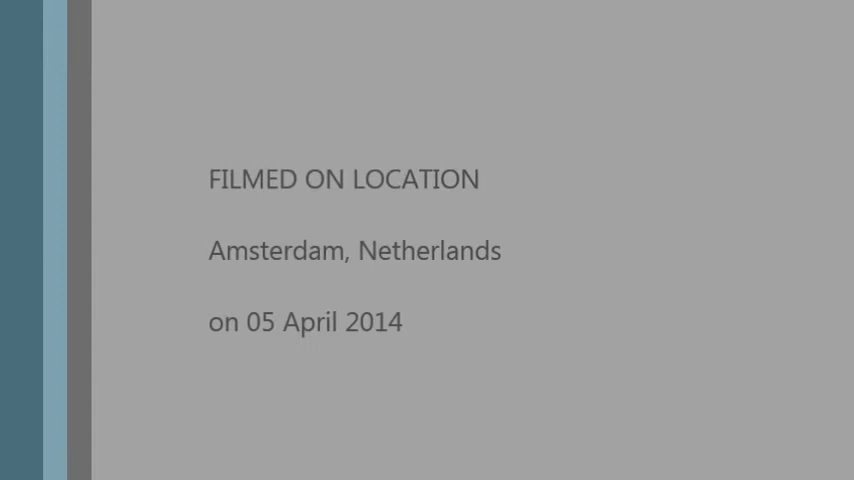 FILMED ON LOCATION
Amsterdam, Netherlands
on 05 April 2014